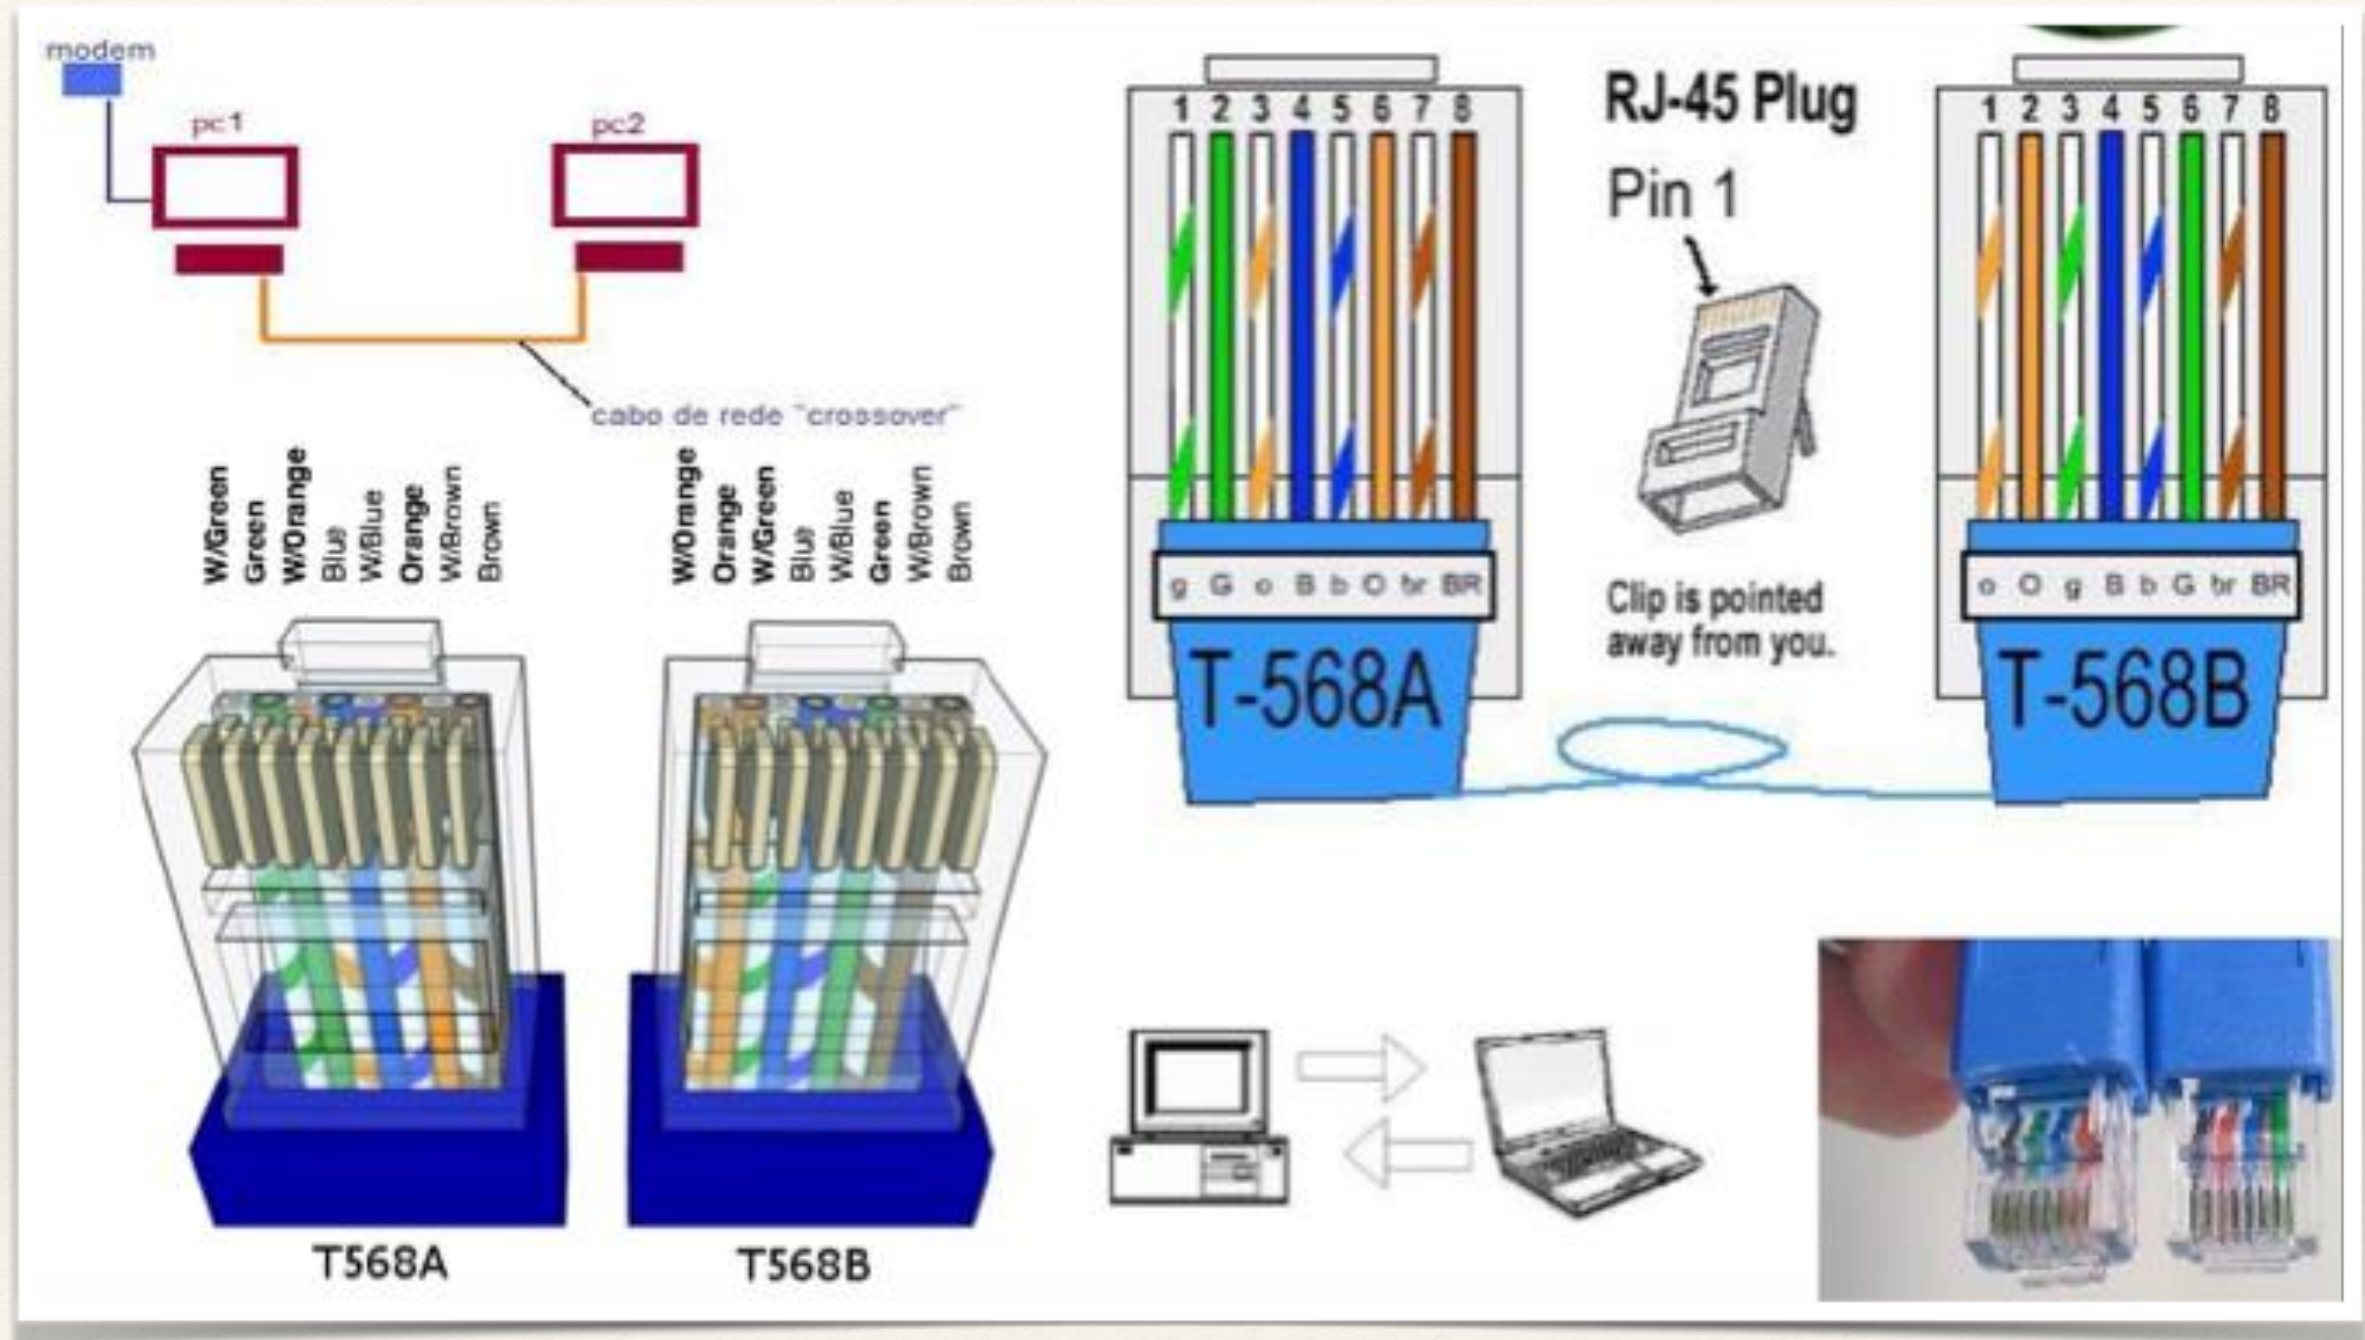 modem
pc1
pc2
cabo de rede "crossover"
W/Green
Green
W/Orange
Blue
W/Blue
Orange
W/Brown
Brown
W/Orange
Orange
W/Green
Blue
W/Blue
Green
W/Brown
Brown
T568A
T568B
1 2 3 4 5 6 7 8
g G o B b O br BR
T-568A
RJ-45 Plug
Pin 1
Clip is pointed
away from you.
1 2 3 4 5 6 7 8
o O g B b G br BR
T-568B